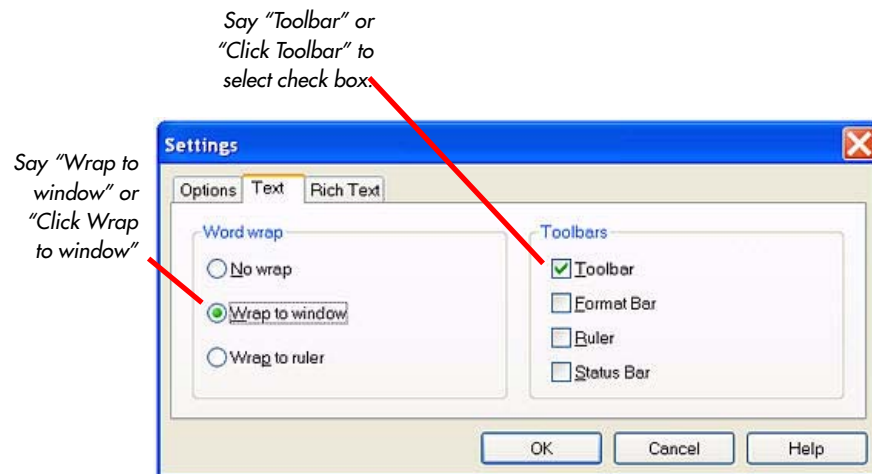 Say “Toolbar” or
“Click Toolbar” to
select check box.
Say “Wrap to
window” or
“Click Wrap
to window”
Settings
Options Text Rich Text
Word wrap
No wrap
Wrap to window
Wrap to ruler
Toolbars
Toolbar
Format Bar
Ruler
Status Bar
OK Cancel Help